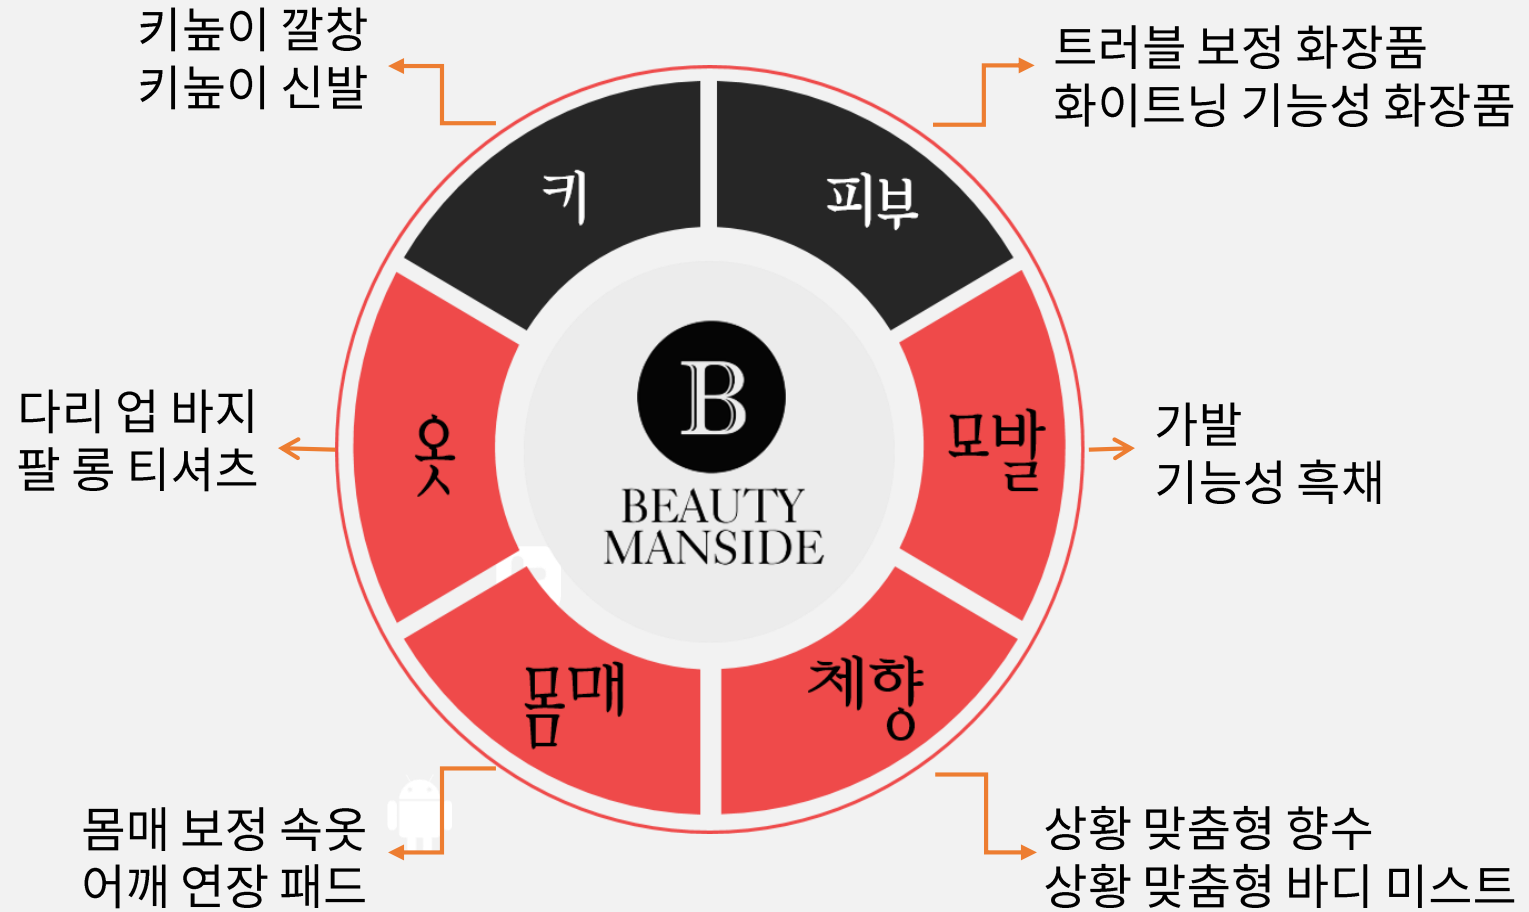 키높이 깔창
키높이 신발
트러블 보정 화장품
화이트닝 기능성 화장품
키
피부
다리 업 바지
팔 롱 티셔츠
옷
B
BEAUTY
MANSIDE
모발
가발
기능성 흑채
몸매
체향
몸매 보정 속옷
어깨 연장 패드
상황 맞춤형 향수
상황 맞춤형 바디 미스트